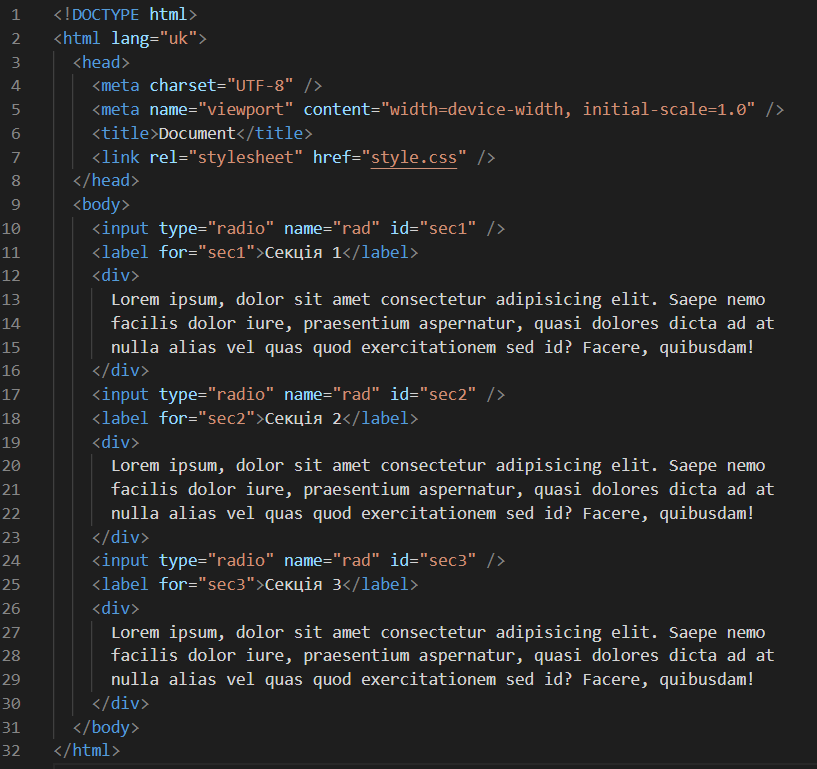 1 <!DOCTYPE html>
2 <html lang="uk">
3   <head>
4     <meta charset="UTF-8" />
5     <meta name="viewport" content="width=device-width, initial-scale=1.0" />
6     <title>Document</title>
7     <link rel="stylesheet" href="style.css" />
8   </head>
9   <body>
10     <input type="radio" name="rad" id="sec1" />
11     <label for="sec1">Секція 1</label>
12     <div>
13       Lorem ipsum, dolor sit amet consectetur adipisicing elit. Saepe nemo
14       facilis dolor iure, praesentium aspernatur, quasi dolores dicta ad at
15       nulla alias vel quas quod exercitationem sed id? Facere, quibusdam!
16     </div>
17     <input type="radio" name="rad" id="sec2" />
18     <label for="sec2">Секція 2</label>
19     <div>
20       Lorem ipsum, dolor sit amet consectetur adipisicing elit. Saepe nemo
21       facilis dolor iure, praesentium aspernatur, quasi dolores dicta ad at
22       nulla alias vel quas quod exercitationem sed id? Facere, quibusdam!
23     </div>
24     <input type="radio" name="rad" id="sec3" />
25     <label for="sec3">Секція 3</label>
26     <div>
27       Lorem ipsum, dolor sit amet consectetur adipisicing elit. Saepe nemo
28       facilis dolor iure, praesentium aspernatur, quasi dolores dicta ad at
29       nulla alias vel quas quod exercitationem sed id? Facere, quibusdam!
30     </div>
31   </body>
32 </html>